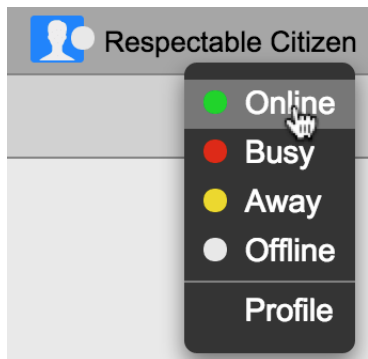 Respectable Citizen
Online
Busy
Away
Offline
Profile